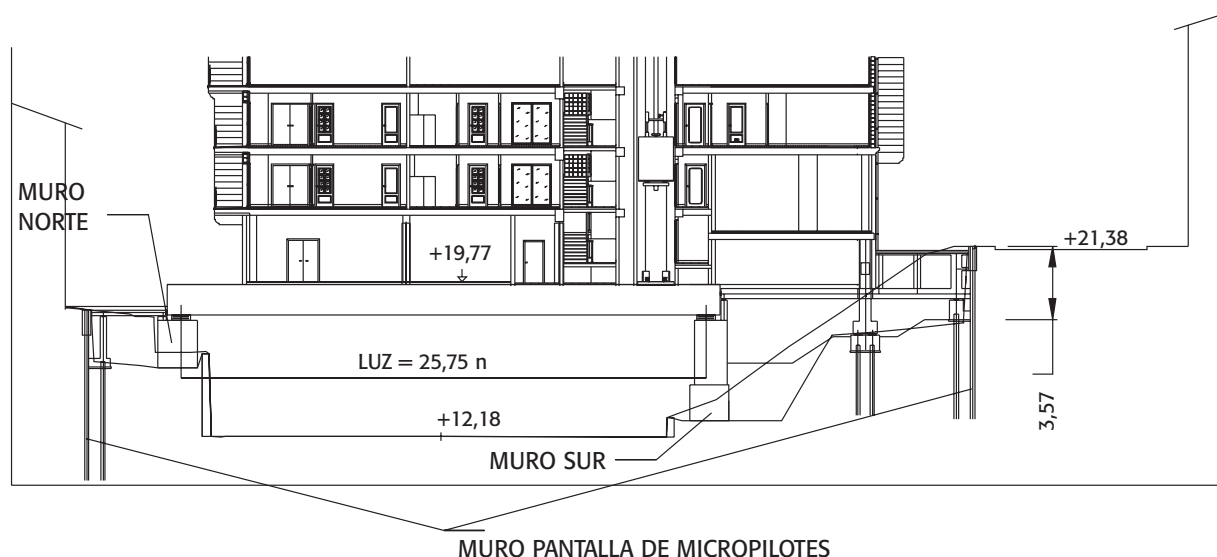 MURO
NORTE
+19,77
+21,38
LUZ = 25,75 n
3,57
+12,18
MURO SUR
MURO PANTALLA DE MICROPILOTES